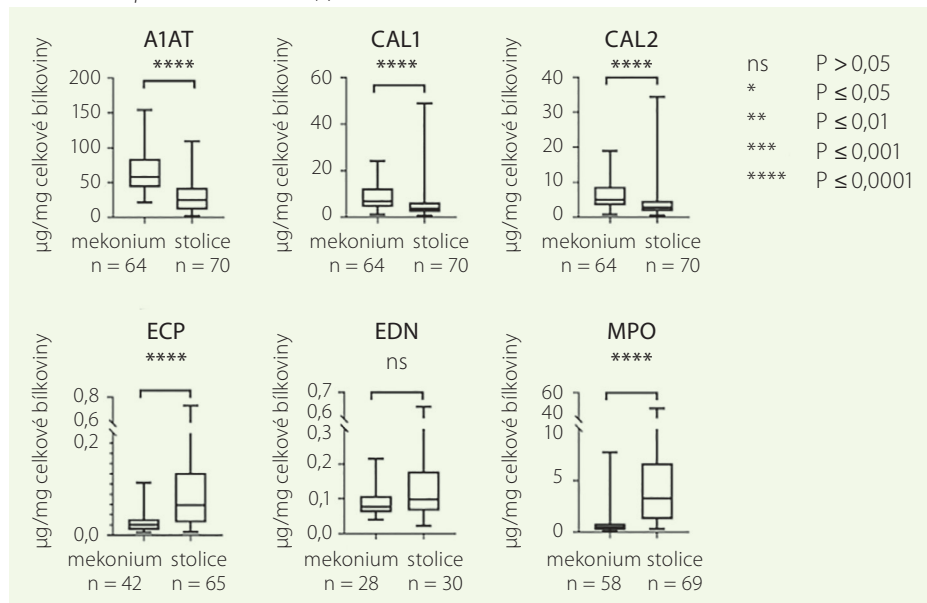 A1AT
****
µg/mg celkové bílkoviny
200
150
100
50
0
mekonium stolice
n = 64 n = 70
CAL1
****
µg/mg celkové bílkoviny
60
40
20
0
mekonium stolice
n = 64 n = 70
CAL2
****
µg/mg celkové bílkoviny
40
30
20
10
0
mekonium stolice
n = 64 n = 70
ns P > 0,05
* P ≤ 0,05
** P ≤ 0,01
*** P ≤ 0,001
**** P ≤ 0,0001
ECP
****
µg/mg celkové bílkoviny
0,8
0,6
0,2
0,0
mekonium stolice
n = 42 n = 65
EDN
ns
µg/mg celkové bílkoviny
0,7
0,6
0,3
0,2
0,1
0,0
mekonium stolice
n = 28 n = 30
MPO
****
µg/mg celkové bílkoviny
60
40
10
5
0
mekonium stolice
n = 58 n = 69